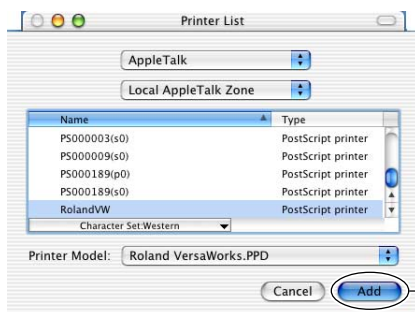 Printer List
AppleTalk
Local AppleTalk Zone
Name Type
PS000003(s0) PostScript printer
PS000009(s0) PostScript printer
PS000189(p0) PostScript printer
PS000189(s0) PostScript printer
RolandVW PostScript printer
Character Set:Western
Printer Model: Roland VersaWorks.PPD
Cancel Add